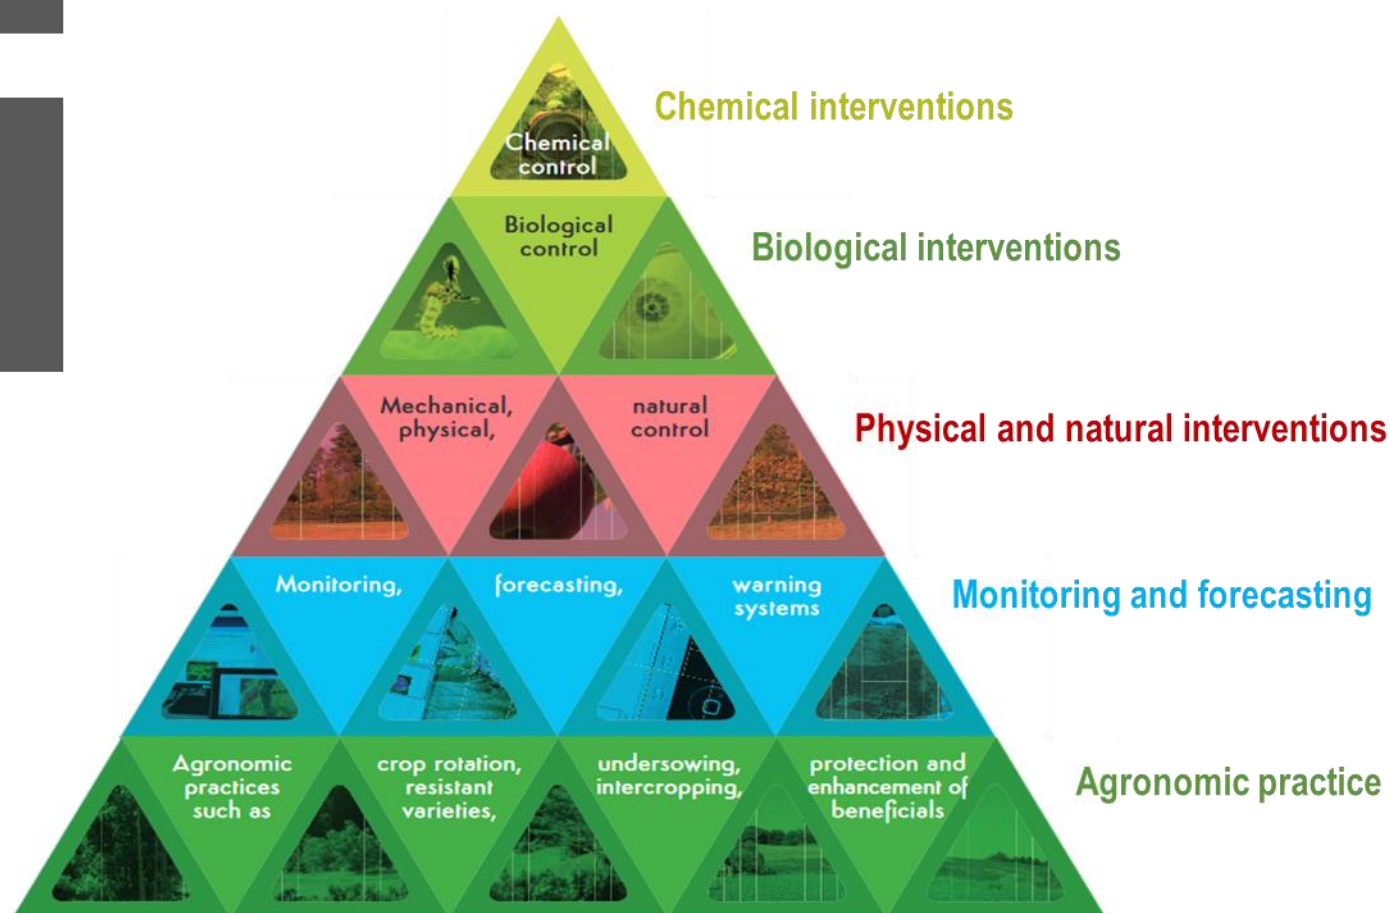 Chemical interventions
Chemical
control
Biological
control
Biological interventions
Mechanical,
physical,
natural
control
Physical and natural interventions
Monitoring,
forecasting,
warning
systems
Monitoring and forecasting
Agronomic
practices
such as
crop rotation,
resistant
varieties,
undersowing,
intercropping,
protection and
enhancement of
beneficials
Agronomic practice